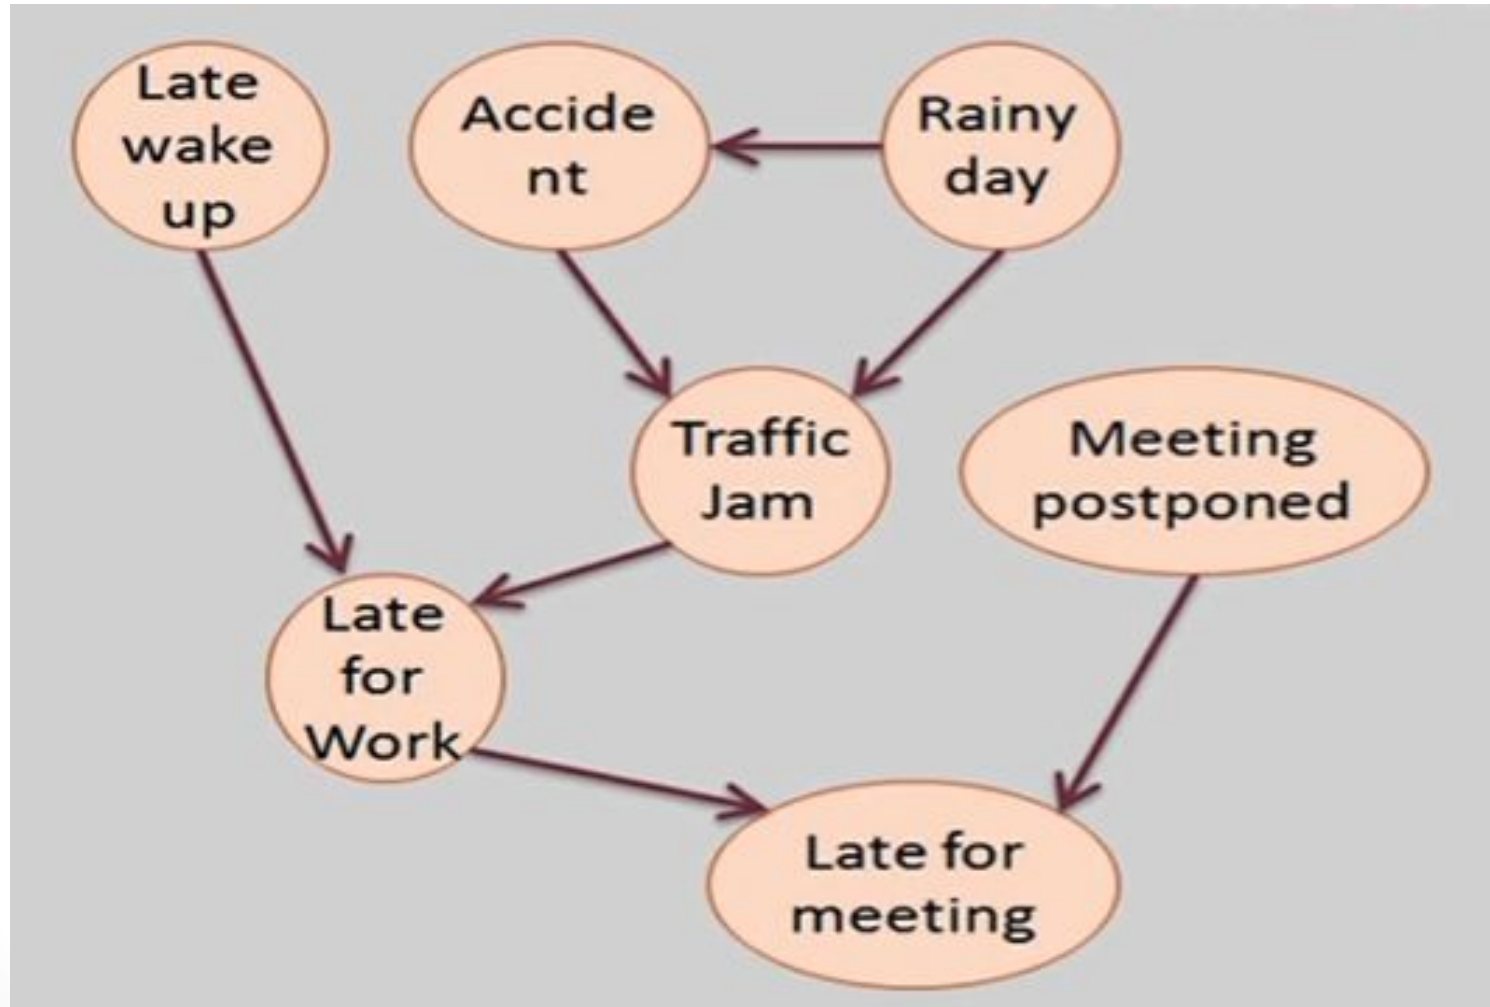 Late
wake
up
Accide
nt
Rainy
day
Traffic
Jam
Meeting
postponed
Late
for
Work
Late for
meeting